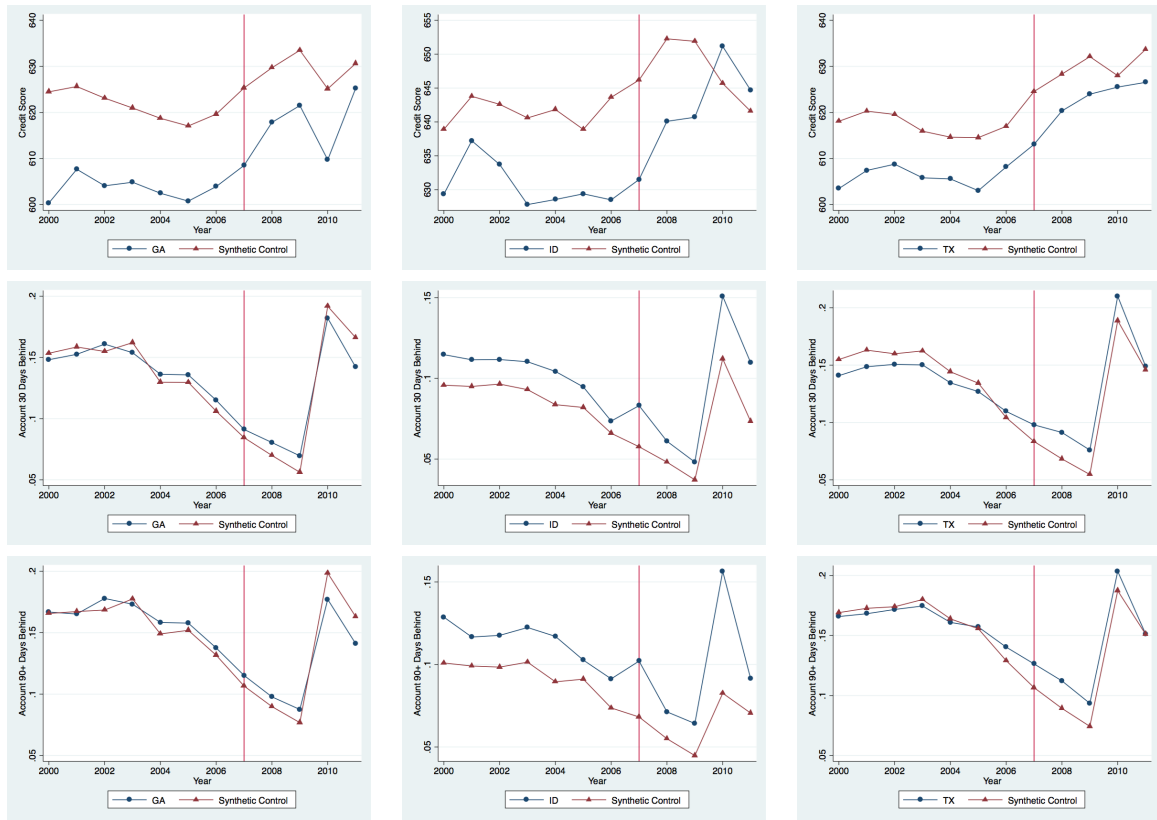 Credit Score
600 610 620 630 640
2000 2002 2004 2006 2008 2010
Year
GA Synthetic Control
Credit Score
630 635 640 645 650 655
2000 2002 2004 2006 2008 2010
Year
ID Synthetic Control
Credit Score
600 610 620 630 640
2000 2002 2004 2006 2008 2010
Year
TX Synthetic Control
Account 30 Days Behind
.05 .1 .15 .2
2000 2002 2004 2006 2008 2010
Year
GA Synthetic Control
Account 30 Days Behind
.05 .1 .15
2000 2002 2004 2006 2008 2010
Year
ID Synthetic Control
Account 30 Days Behind
.05 .1 .15 .2
2000 2002 2004 2006 2008 2010
Year
TX Synthetic Control
Account 90+ Days Behind
.05 .1 .15 .2
2000 2002 2004 2006 2008 2010
Year
GA Synthetic Control
Account 90+ Days Behind
.05 .1 .15
2000 2002 2004 2006 2008 2010
Year
ID Synthetic Control
Account 90+ Days Behind
.05 .1 .15 .2
2000 2002 2004 2006 2008 2010
Year
TX Synthetic Control